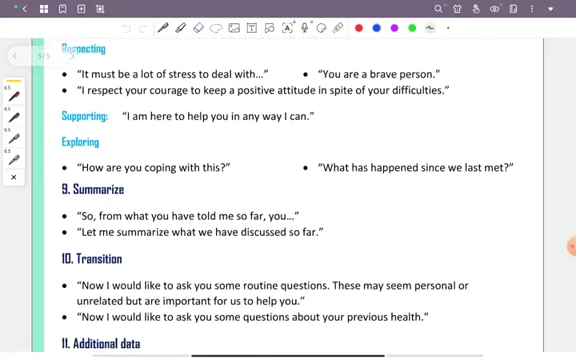 5/5
Respecting
• "It must be a lot of stress to deal with…" • "You are a brave person."
• "I respect your courage to keep a positive attitude in spite of your difficulties."
Supporting: "I am here to help you in any way I can."
Exploring
• "How are you coping with this?" • "What has happened since we last met?"
9. Summarize
• "So, from what you have told me so far, you…"
• "Let me summarize what we have discussed so far."
10. Transition
• "Now I would like to ask you some routine questions. These may seem personal or
unrelated but are important for us to help you."
• "Now I would like to ask you some questions about your previous health."
11. Additional data